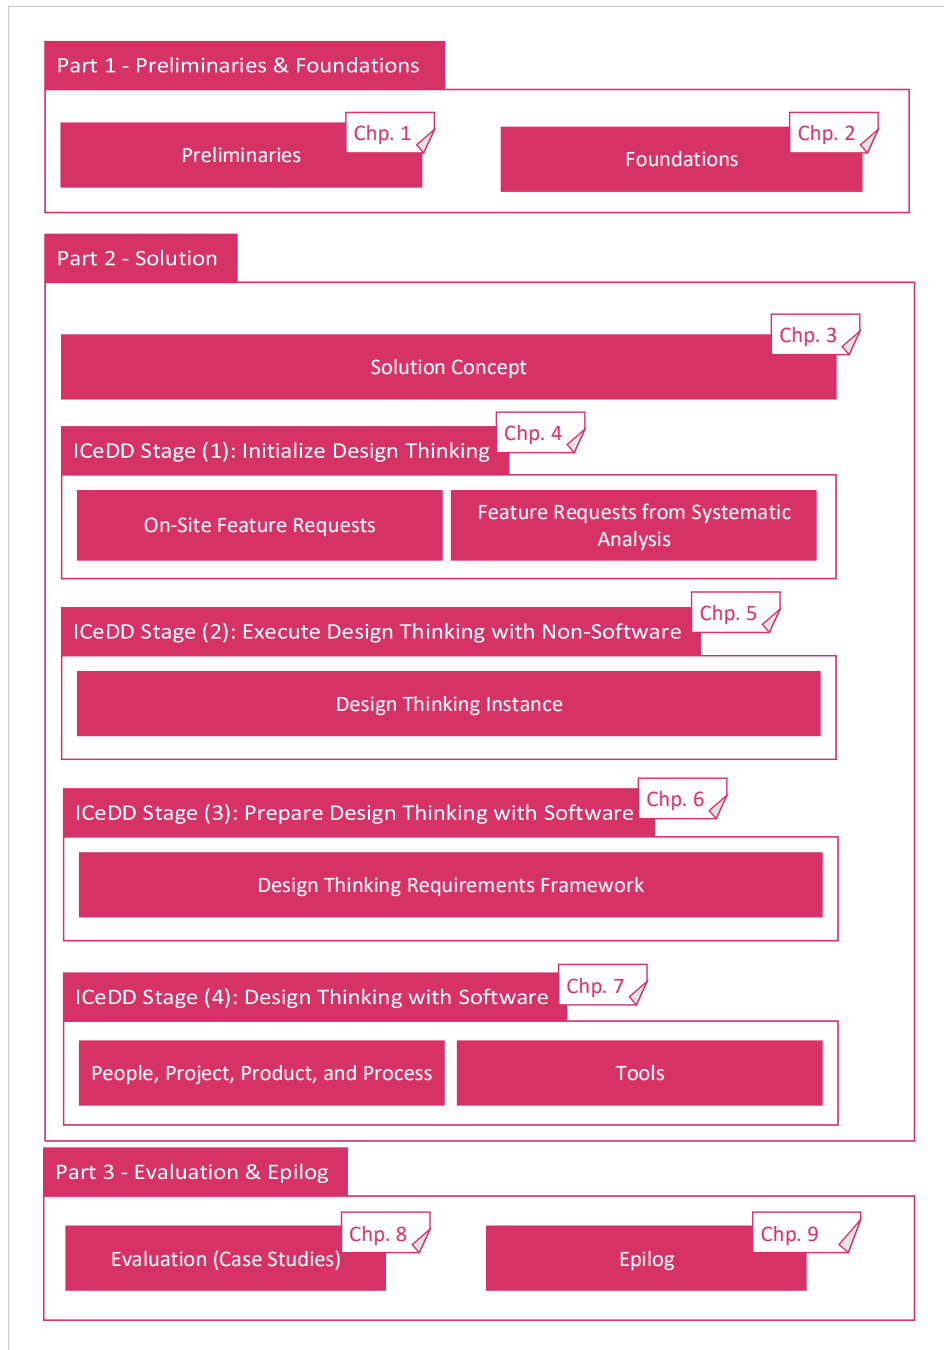 Part 1 - Preliminaries & Foundations
Chp. 1
Preliminaries
Chp. 2
Foundations
Part 2 - Solution
Chp. 3
Solution Concept
Chp. 4
ICeDD Stage (1): Initialize Design Thinking
On-Site Feature Requests
Feature Requests from Systematic
Analysis
Chp. 5
ICeDD Stage (2): Execute Design Thinking with Non-Software
Design Thinking Instance
Chp. 6
ICeDD Stage (3): Prepare Design Thinking with Software
Design Thinking Requirements Framework
Chp. 7
ICeDD Stage (4): Design Thinking with Software
People, Project, Product, and Process
Tools
Part 3 - Evaluation & Epilog
Chp. 8
Evaluation (Case Studies)
Chp. 9
Epilog